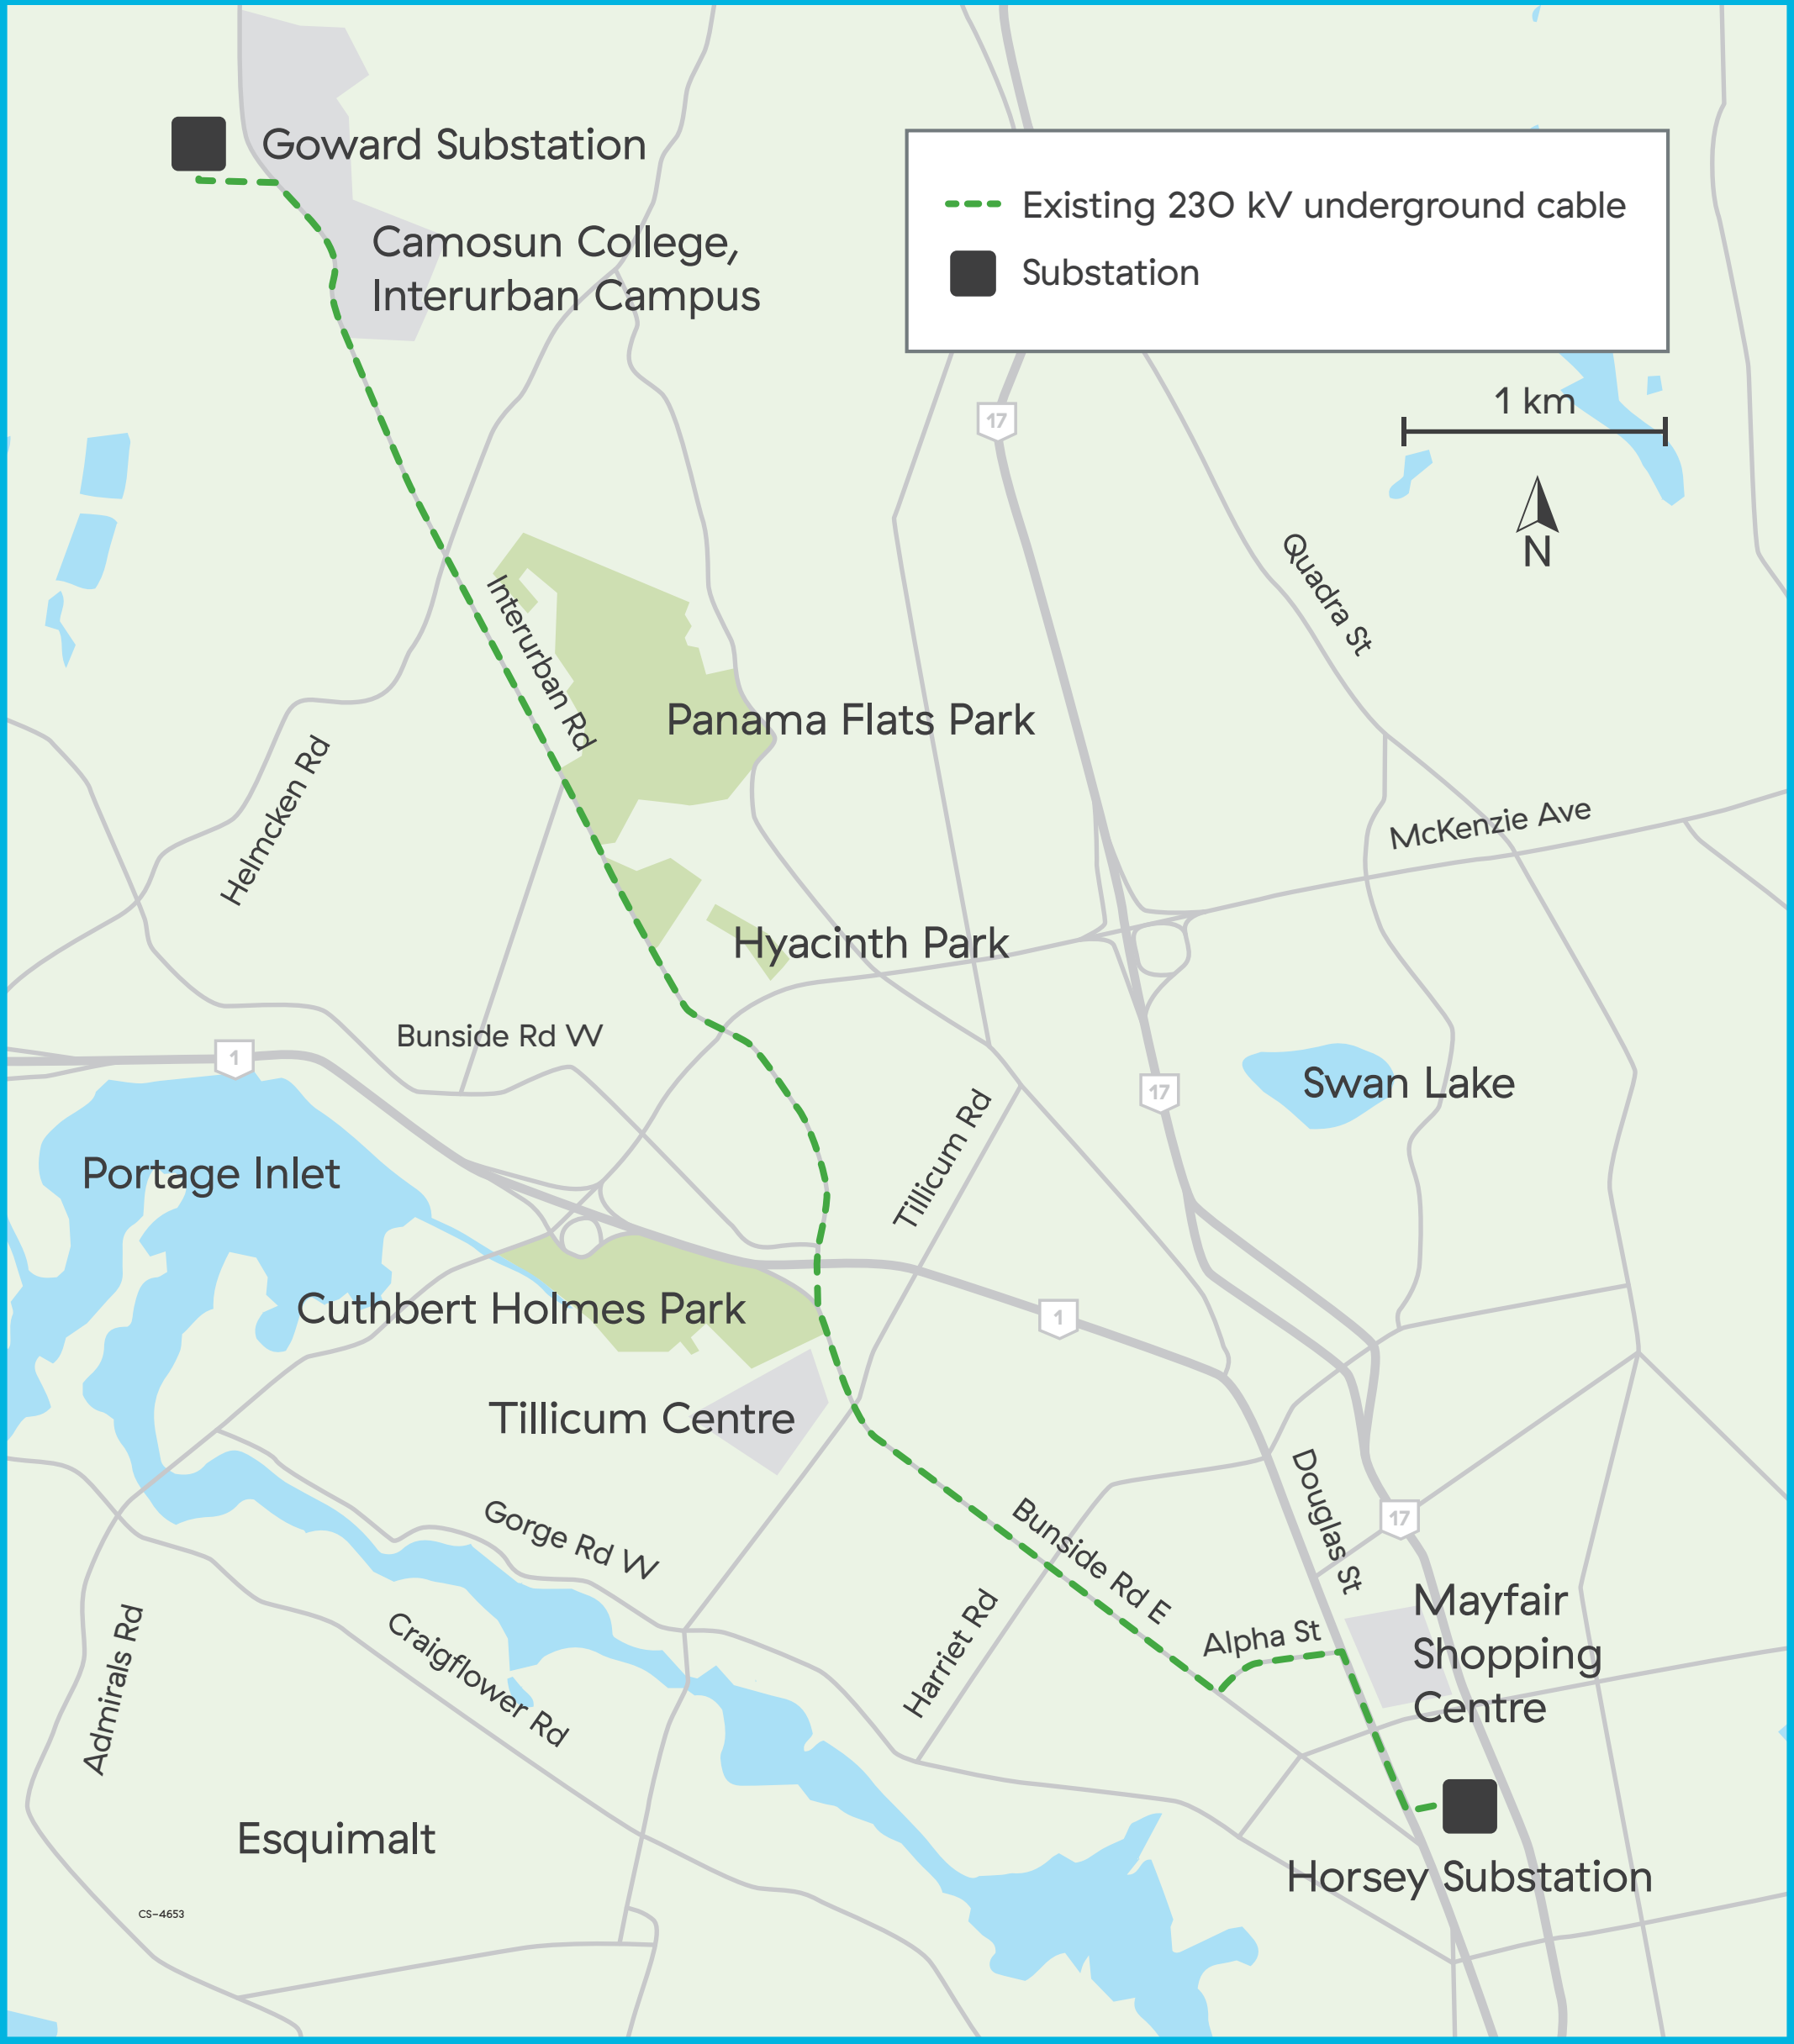 Goward Substation
Existing 230 kV underground cable
Substation
Camosun College,
Interurban Campus
1 km
17
N
Quadra St
Interurban Rd
Panama Flats Park
Helmcken Rd
McKenzie Ave
Hyacinth Park
Bunside Rd W
1
Swan Lake
17
Tillicum Rd
Portage Inlet
Cuthbert Holmes Park
1
Tillicum Centre
Douglas St
17
Gorge Rd W
Bunside Rd E
Mayfair
Shopping
Centre
Alpha St
Harriet Rd
Admirals Rd
Craigflower Rd
Esquimalt
Horsey Substation
CS-4653